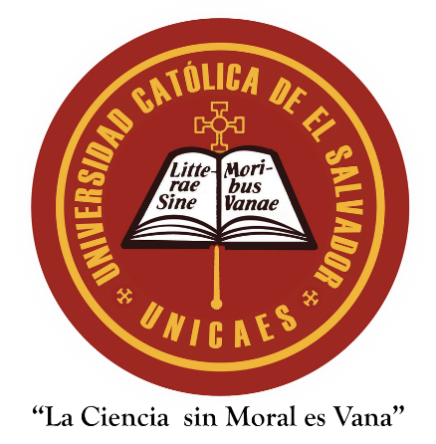 UNIVERSIDAD CATÓLICA DE EL SALVADOR
Litte-
rae
Sine
Mori-
bus
Vanae
UNICAES
“La Ciencia sin Moral es Vana”